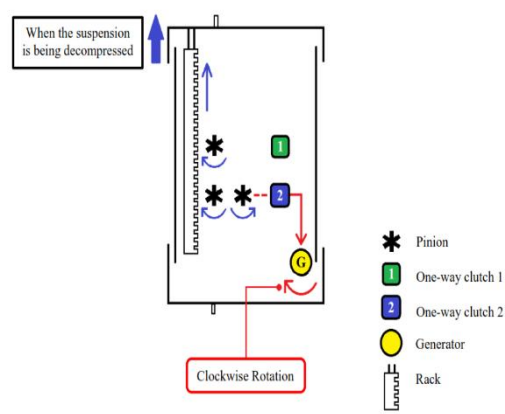 When the suspension
is being decompressed
1
2
G
Pinion
1
One-way clutch 1
2
One-way clutch 2
Generator
Rack
Clockwise Rotation